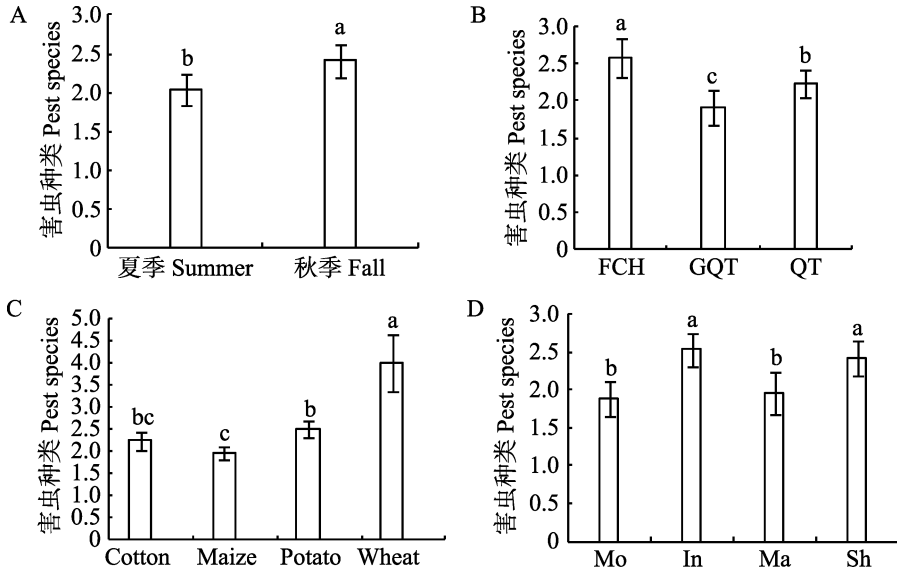 A
3.0
2.5
2.0
1.5
1.0
0.5
0
害虫种类 Pest species
b
a
夏季 Summer
秋季 Fall
B
3.0
2.5
2.0
1.5
1.0
0.5
0
害虫种类 Pest species
a
c
b
FCH
GQT
QT
C
5.0
4.5
4.0
3.5
3.0
2.5
2.0
1.5
1.0
0.5
0
害虫种类 Pest species
bc
c
b
a
Cotton
Maize
Potato
Wheat
D
3.0
2.5
2.0
1.5
1.0
0.5
0
害虫种类 Pest species
b
a
b
a
Mo
In
Ma
Sh